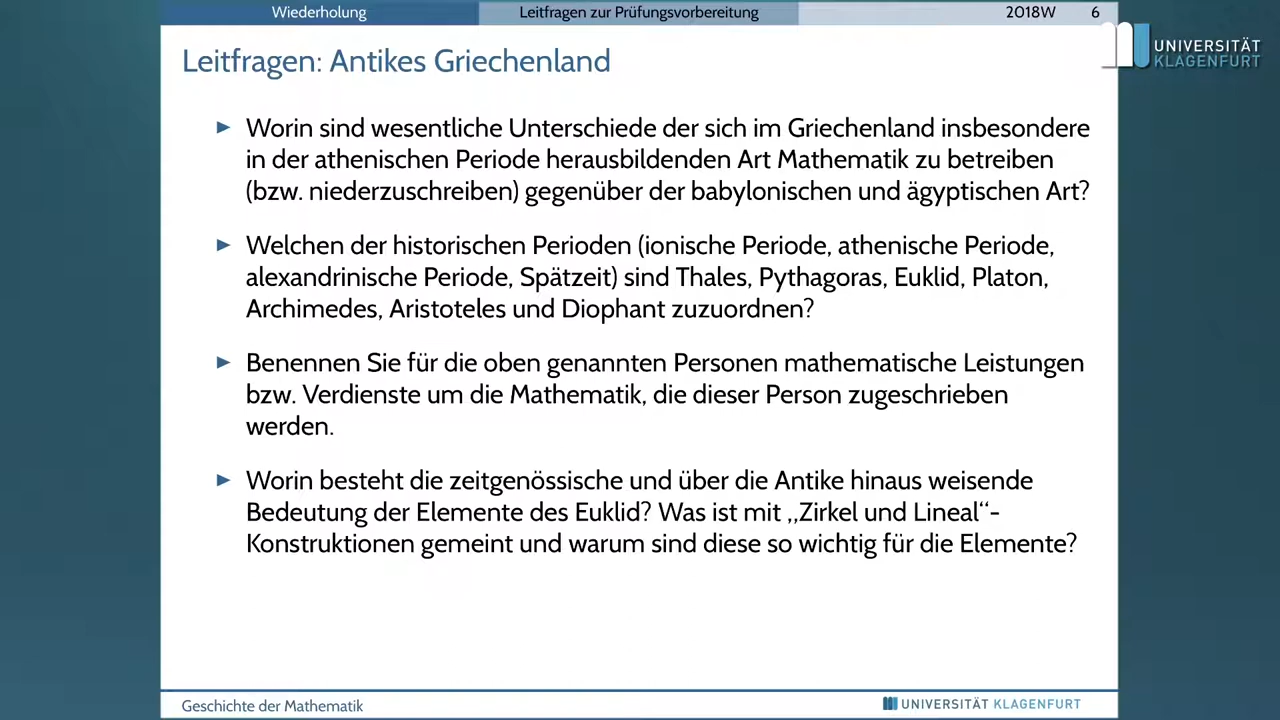 Wiederholung Leitfragen zur Prüfungsvorbereitung 2018W 6
UNIVERSITÄT
KLAGENFURT
Leitfragen: Antikes Griechenland
► Worin sind wesentliche Unterschiede der sich im Griechenland insbesondere
in der athenischen Periode herausbildenden Art Mathematik zu betreiben
(bzw. niederzuschreiben) gegenüber der babylonischen und ägyptischen Art?
► Welchen der historischen Perioden (ionische Periode, athenische Periode,
alexandrinische Periode, Spätzeit) sind Thales, Pythagoras, Euklid, Platon,
Archimedes, Aristoteles und Diophant zuzuordnen?
► Benennen Sie für die oben genannten Personen mathematische Leistungen
bzw. Verdienste um die Mathematik, die dieser Person zugeschrieben
werden.
► Worin besteht die zeitgenössische und über die Antike hinaus weisende
Bedeutung der Elemente des Euklid? Was ist mit „Zirkel und Lineal“-
Konstruktionen gemeint und warum sind diese so wichtig für die Elemente?
Geschichte der Mathematik UNIVERSITÄT KLAGENFURT